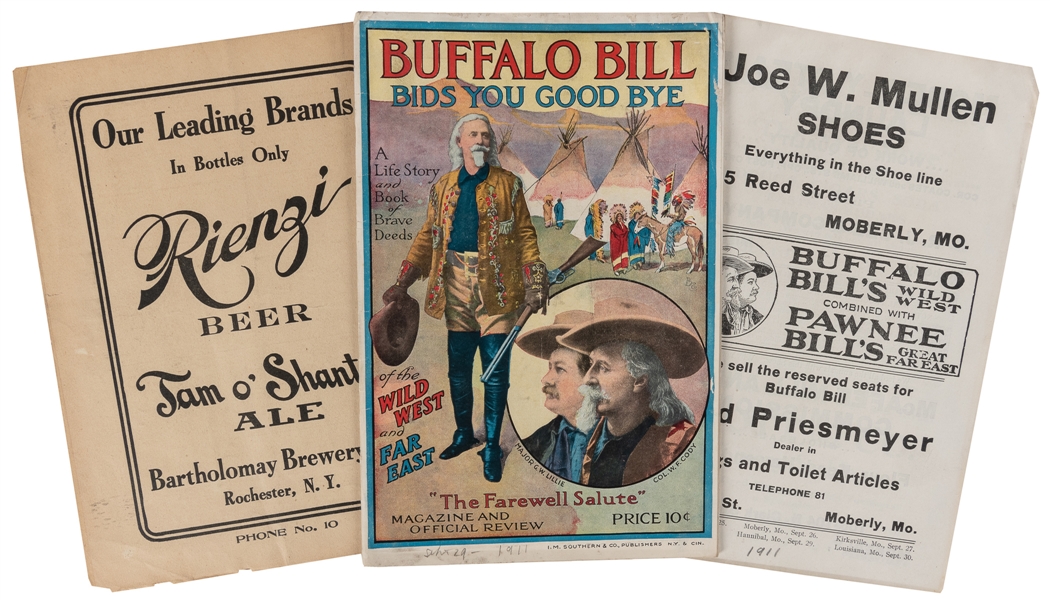 Our Leading Brands
In Bottles Only
Rienzi
BEER
Tam o' Shant
ALE
Bartholomay Brewery
Rochester, N. Y.
PHONE No. 10
BUFFALO BILL
BIDS YOU GOOD BYE
A
Life Story
and
Book
of
Brave
Deeds
of the
WILD
WEST
and
FAR
EAST
MAJOR G.W. LILLIE
COL. W.F. CODY
"The Farewell Salute"
MAGAZINE AND
OFFICIAL REVIEW
PRICE 10¢
I.M. SOUTHERN & CO., PUBLISHERS N.Y. & CIN.
1911
Joe W. Mullen
SHOES
Everything in the Shoe line
5 Reed Street
MOBERLY, MO.
BUFFALO
BILL'S WILD WEST
COMBINED WITH
PAWNEE
BILL'S GREAT FAR EAST
sell the reserved seats for
Buffalo Bill
d Priesmeyer
Dealer in
gs and Toilet Articles
TELEPHONE 81
St.
Moberly, Mo.
Moberly, Mo., Sept. 26. Kirksville, Mo., Sept. 27.
Hannibal, Mo., Sept. 29. Louisiana, Mo., Sept. 30.
1911